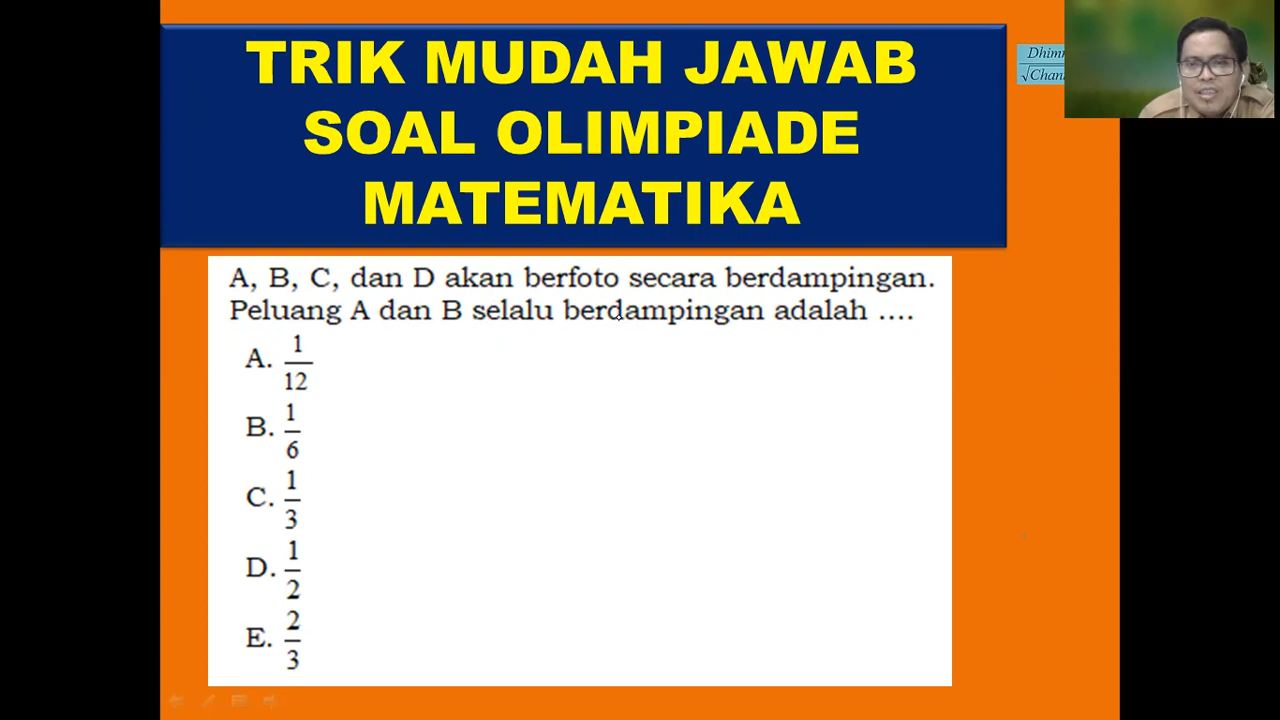 TRIK MUDAH JAWAB
SOAL OLIMPIADE
MATEMATIKA
A, B, C, dan D akan berfoto secara berdampingan.
Peluang A dan B selalu berdampingan adalah ....
A. 1/12
B. 1/6
C. 1/3
D. 1/2
E. 2/3